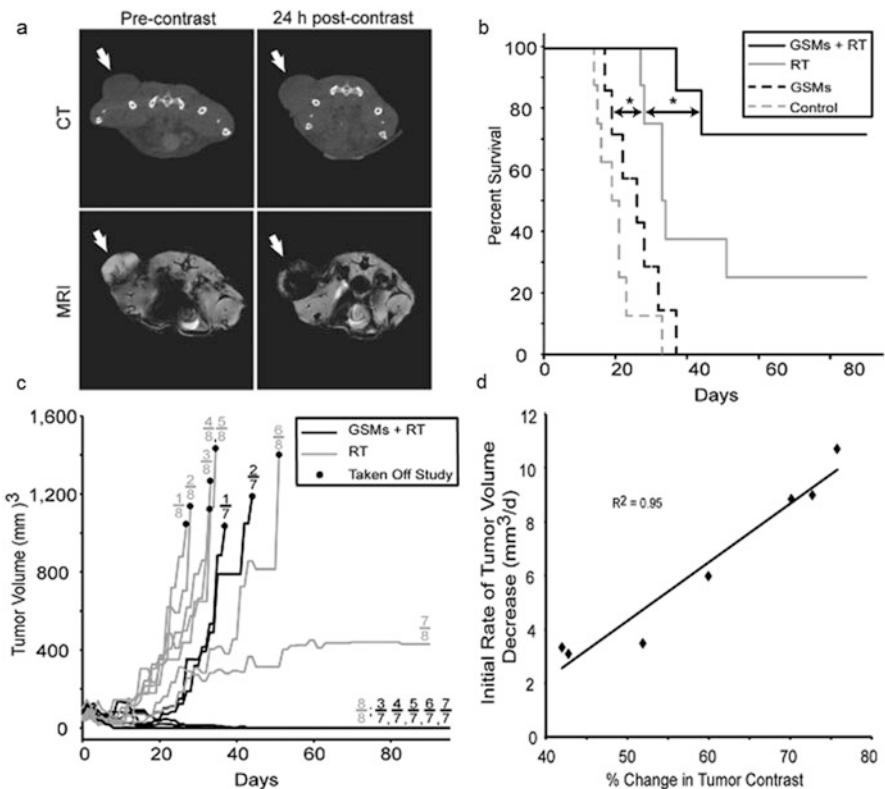 a
Pre-contrast
24 h post-contrast
CT
MRI
b
100
80
60
40
20
0
Percent Survival
0
20
40
60
80
Days
GSMs + RT
RT
GSMs
Control
*
*
c
1,600
1,200
800
400
0
Tumor Volume (mm )3
0
20
40
60
80
Days
GSMs + RT
RT
Taken Off Study
1/8
2/8
3/8
4/8, 5/8
1/7
2/7
6/8
7/8
8/8; 3/7, 4/7, 5/7, 6/7, 7/7
d
12
10
8
6
4
2
0
Initial Rate of Tumor Volume
Decrease (mm3/d)
R2 = 0.95
40
50
60
70
80
% Change in Tumor Contrast